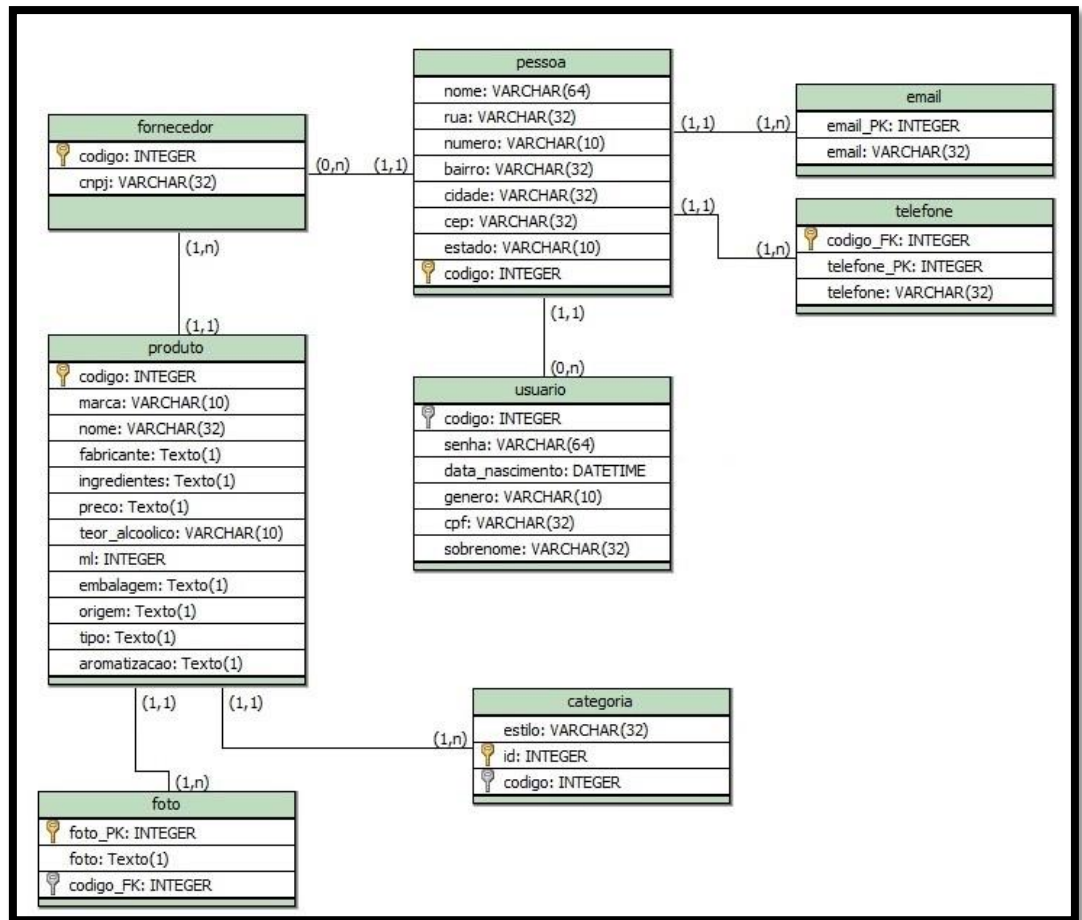 pessoa
nome: VARCHAR(64)
rua: VARCHAR(32)
numero: VARCHAR(10)
bairro: VARCHAR(32)
cidade: VARCHAR(32)
cep: VARCHAR(32)
estado: VARCHAR(10)
codigo: INTEGER
fornecedor
codigo: INTEGER
cnpj: VARCHAR(32)
(0,n)
(1,1)
(1,1)
(1,n)
email
email_PK: INTEGER
email: VARCHAR(32)
(1,1)
(1,n)
telefone
codigo_FK: INTEGER
telefone_PK: INTEGER
telefone: VARCHAR(32)
(1,n)
(1,1)
produto
codigo: INTEGER
marca: VARCHAR(10)
nome: VARCHAR(32)
fabricante: Texto(1)
ingredientes: Texto(1)
preco: Texto(1)
teor_alcoolico: VARCHAR(10)
ml: INTEGER
embalagem: Texto(1)
origem: Texto(1)
tipo: Texto(1)
aromatizacao: Texto(1)
(1,1)
(0,n)
usuario
codigo: INTEGER
senha: VARCHAR(64)
data_nascimento: DATETIME
genero: VARCHAR(10)
cpf: VARCHAR(32)
sobrenome: VARCHAR(32)
(1,1)
(1,1)
(1,n)
categoria
estilo: VARCHAR(32)
id: INTEGER
codigo: INTEGER
(1,n)
foto
foto_PK: INTEGER
foto: Texto(1)
codigo_FK: INTEGER